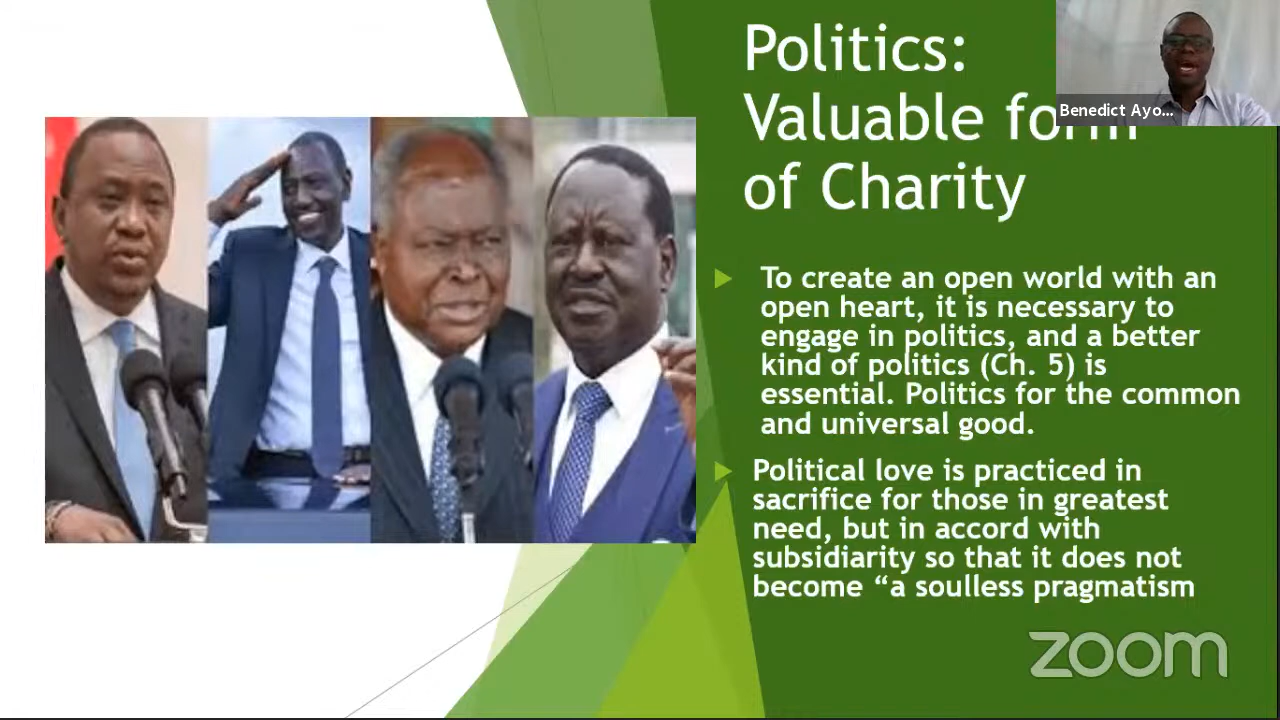 Politics:
Valuable form
of Charity
Benedict Ayo...
To create an open world with an
open heart, it is necessary to
engage in politics, and a better
kind of politics (Ch. 5) is
essential. Politics for the common
and universal good.
Political love is practiced in
sacrifice for those in greatest
need, but in accord with
subsidiarity so that it does not
become “a soulless pragmatism
zoom